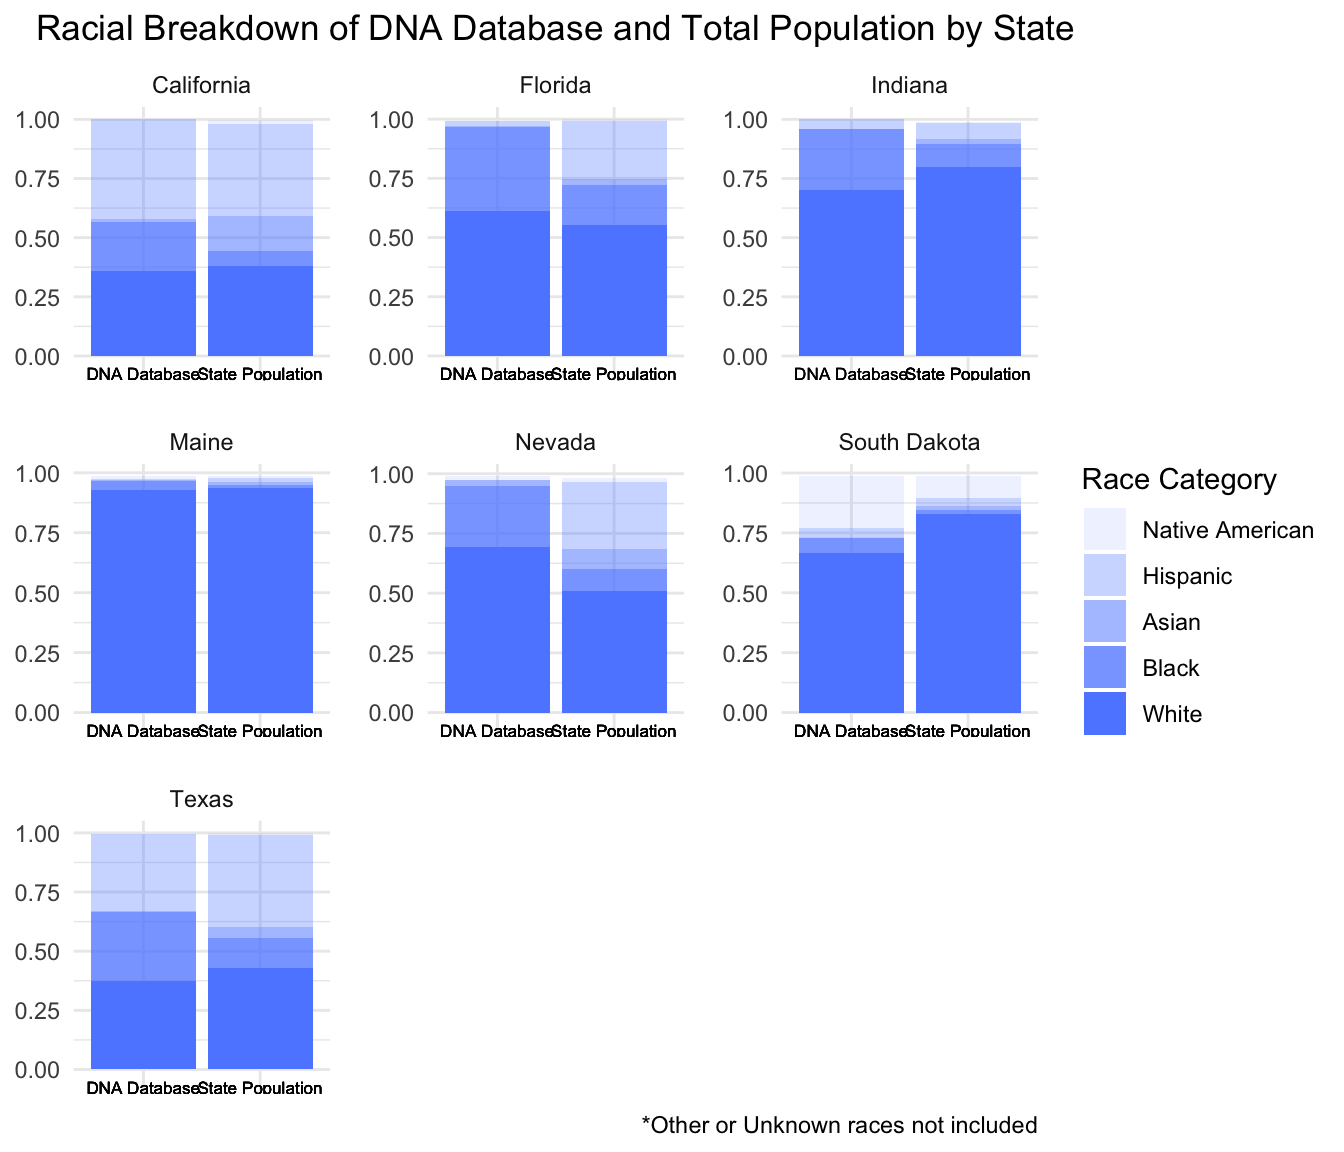 Racial Breakdown of DNA Database and Total Population by State
California Florida Indiana
1.00 1.00 1.00
0.75 0.75 0.75
0.50 0.50 0.50
0.25 0.25 0.25
0.00 0.00 0.00
DNA Database State Population DNA Database State Population DNA Database State Population
Maine Nevada South Dakota
1.00 1.00 1.00
0.75 0.75 0.75
0.50 0.50 0.50
0.25 0.25 0.25
0.00 0.00 0.00
DNA Database State Population DNA Database State Population DNA Database State Population
Race Category
Native American
Hispanic
Asian
Black
White
Texas
1.00
0.75
0.50
0.25
0.00
DNA Database State Population
*Other or Unknown races not included